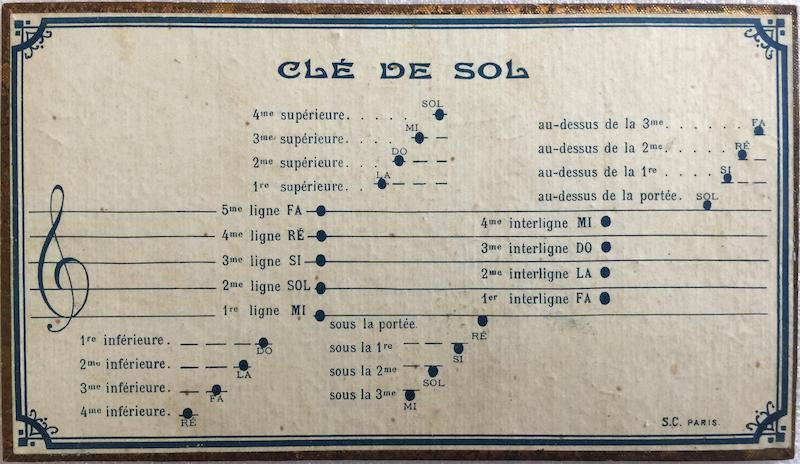 CLÉ DE SOL
4me supérieure. . . . . SOL
3me supérieure. . . . MI
2me supérieure. . . DO
1re supérieure. . LA
au-dessus de la 3me. . . . . . FA
au-dessus de la 2me. . . . . RÉ
au-dessus de la 1re . . . . SI
au-dessus de la portée. SOL
5me ligne FA
4me ligne RÉ
3me ligne SI
2me ligne SOL
1re ligne MI
4me interligne MI
3me interligne DO
2me interligne LA
1er interligne FA
1re inférieure. DO
2me inférieure. LA
3me inférieure. FA
4me inférieure. RÉ
sous la portée. RÉ
sous la 1re SI
sous la 2me SOL
sous la 3me MI
S.C. PARIS.